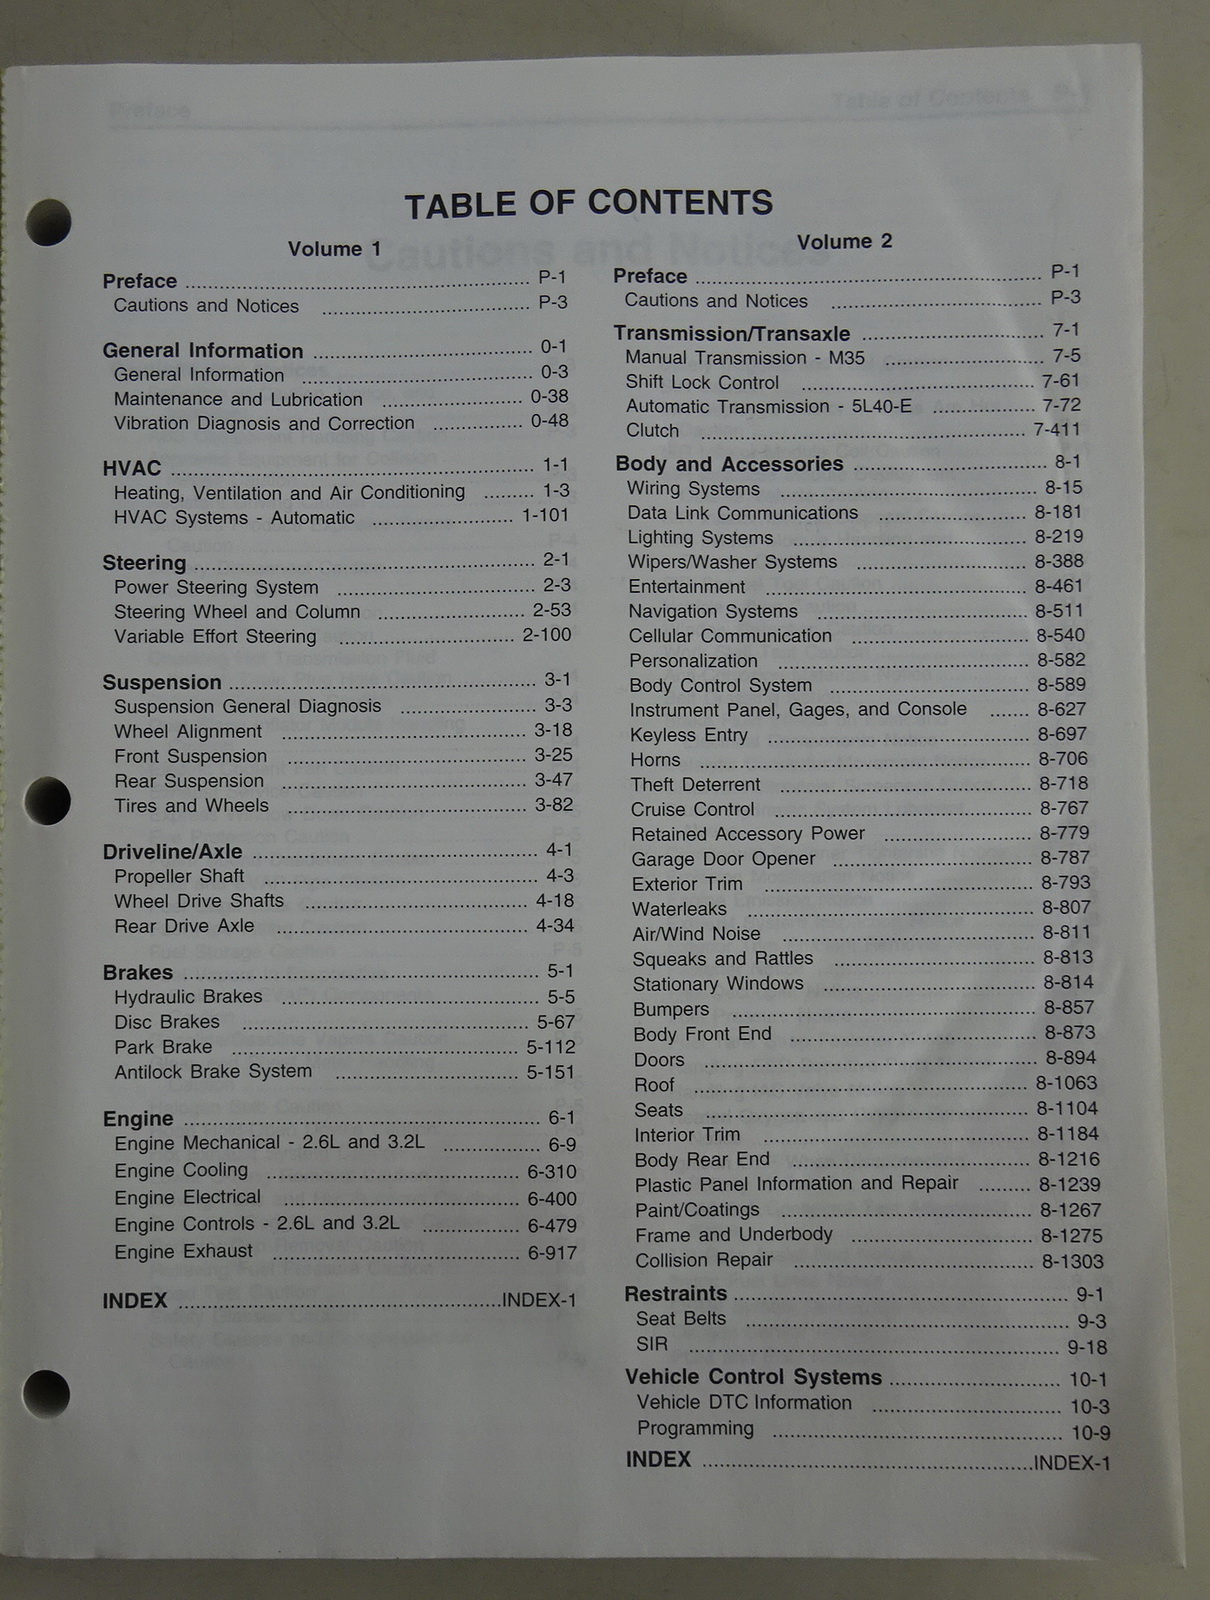 TABLE OF CONTENTS
Volume 1
Preface ........ P-1
Cautions and Notices ........ P-3
General Information ........ 0-1
General Information ........ 0-3
Maintenance and Lubrication ........ 0-38
Vibration Diagnosis and Correction ........ 0-48
HVAC ........ 1-1
Heating, Ventilation and Air Conditioning ........ 1-3
HVAC Systems - Automatic ........ 1-101
Steering ........ 2-1
Power Steering System ........ 2-3
Steering Wheel and Column ........ 2-53
Variable Effort Steering ........ 2-100
Suspension ........ 3-1
Suspension General Diagnosis ........ 3-3
Wheel Alignment ........ 3-18
Front Suspension ........ 3-25
Rear Suspension ........ 3-47
Tires and Wheels ........ 3-82
Driveline/Axle ........ 4-1
Propeller Shaft ........ 4-3
Wheel Drive Shafts ........ 4-18
Rear Drive Axle ........ 4-34
Brakes ........ 5-1
Hydraulic Brakes ........ 5-5
Disc Brakes ........ 5-67
Park Brake ........ 5-112
Antilock Brake System ........ 5-151
Engine ........ 6-1
Engine Mechanical - 2.6L and 3.2L ........ 6-9
Engine Cooling ........ 6-310
Engine Electrical ........ 6-400
Engine Controls - 2.6L and 3.2L ........ 6-479
Engine Exhaust ........ 6-917
INDEX ........ INDEX-1
Volume 2
Preface ........ P-1
Cautions and Notices ........ P-3
Transmission/Transaxle ........ 7-1
Manual Transmission - M35 ........ 7-5
Shift Lock Control ........ 7-61
Automatic Transmission - 5L40-E ........ 7-72
Clutch ........ 7-411
Body and Accessories ........ 8-1
Wiring Systems ........ 8-15
Data Link Communications ........ 8-181
Lighting Systems ........ 8-219
Wipers/Washer Systems ........ 8-388
Entertainment ........ 8-461
Navigation Systems ........ 8-511
Cellular Communication ........ 8-540
Personalization ........ 8-582
Body Control System ........ 8-589
Instrument Panel, Gages, and Console ........ 8-627
Keyless Entry ........ 8-697
Horns ........ 8-706
Theft Deterrent ........ 8-718
Cruise Control ........ 8-767
Retained Accessory Power ........ 8-779
Garage Door Opener ........ 8-787
Exterior Trim ........ 8-793
Waterleaks ........ 8-807
Air/Wind Noise ........ 8-811
Squeaks and Rattles ........ 8-813
Stationary Windows ........ 8-814
Bumpers ........ 8-857
Body Front End ........ 8-873
Doors ........ 8-894
Roof ........ 8-1063
Seats ........ 8-1104
Interior Trim ........ 8-1184
Body Rear End ........ 8-1216
Plastic Panel Information and Repair ........ 8-1239
Paint/Coatings ........ 8-1267
Frame and Underbody ........ 8-1275
Collision Repair ........ 8-1303
Restraints ........ 9-1
Seat Belts ........ 9-3
SIR ........ 9-18
Vehicle Control Systems ........ 10-1
Vehicle DTC Information ........ 10-3
Programming ........ 10-9
INDEX ........ INDEX-1